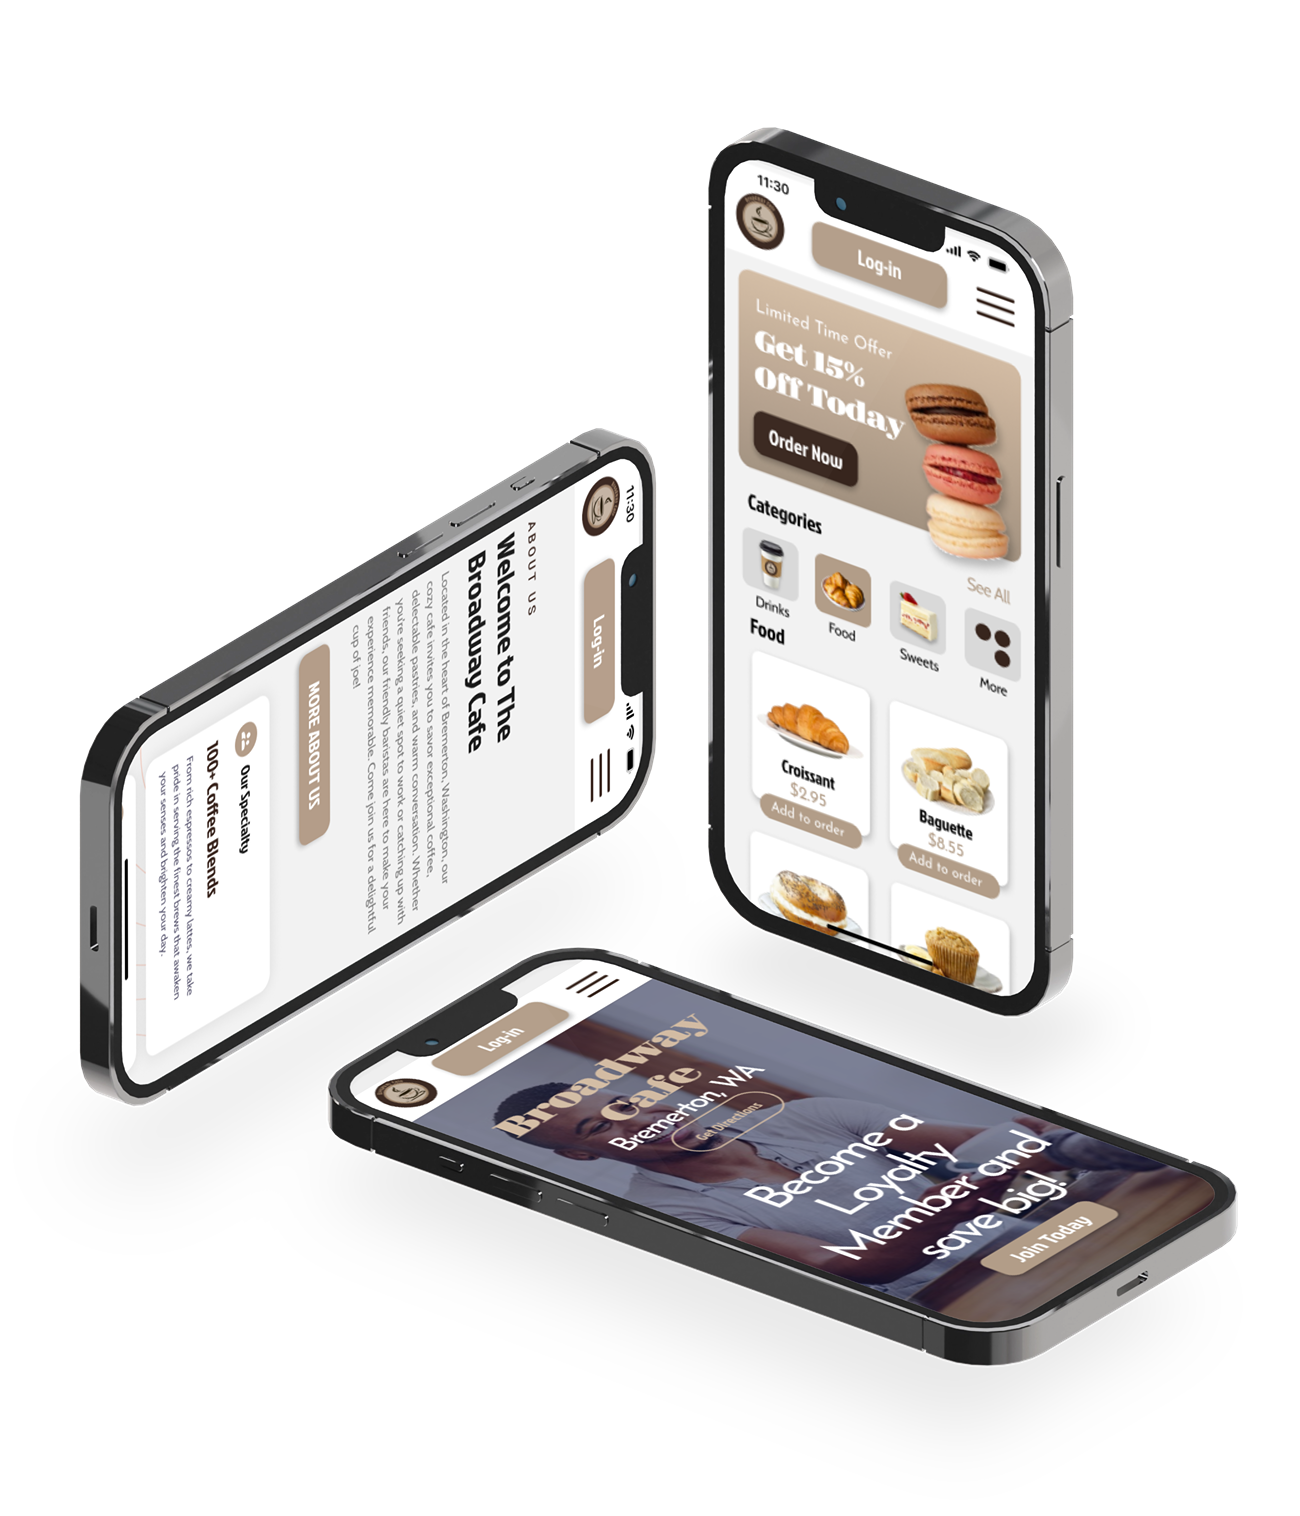 11:30
Log-in
Limited Time Offer
Get 15%
Off Today
Order Now
Categories
See All
Drinks
Food
Sweets
More
Food
Croissant
$2.95
Add to order
Baguette
$8.55
Add to order
11:30
Log-in
ABOUT US
Welcome to The
Broadway Cafe
Located in the heart of Bremerton, Washington, our
cozy cafe invites you to savor exceptional coffee,
delectable pastries, and warm conversation. Whether
you're seeking a quiet spot to work or catching up with
friends, our friendly baristas are here to make your
experience memorable. Come join us for a delightful
cup of joe!
MORE ABOUT US
Our Specialty
100+ Coffee Blends
From rich espressos to creamy lattes, we take
pride in serving the finest brews that awaken
your senses and brighten your day.
Log-in
Broadway
Cafe
Bremerton, WA
Get Directions
Become a
Loyalty
Member and
save big!
Join Today